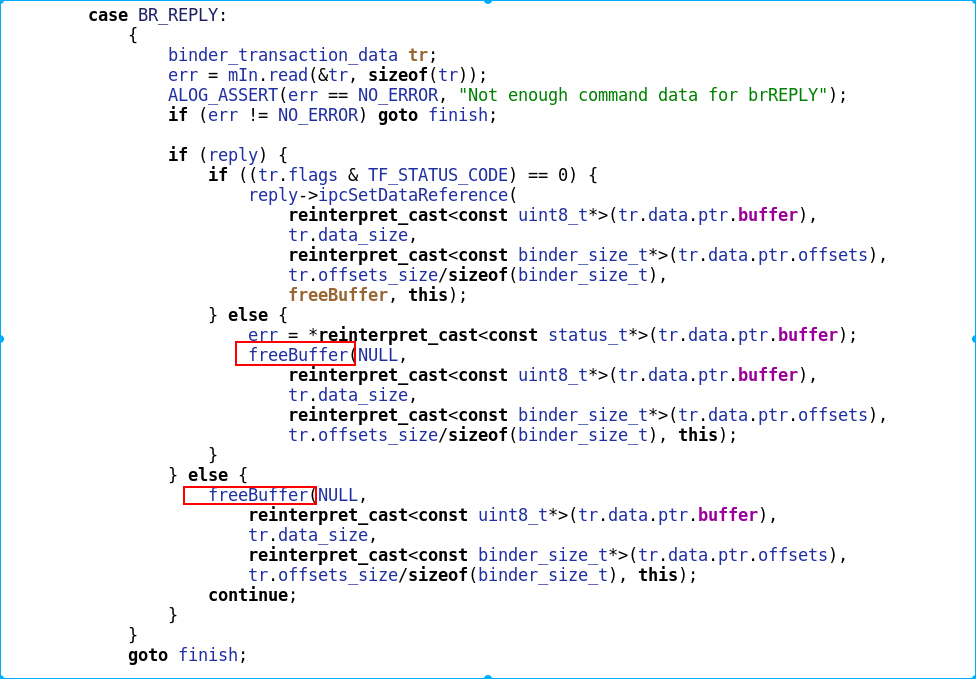 case BR_REPLY:
    {
        binder_transaction_data tr;
        err = mIn.read(&tr, sizeof(tr));
        ALOG_ASSERT(err == NO_ERROR, "Not enough command data for brREPLY");
        if (err != NO_ERROR) goto finish;

        if (reply) {
            if ((tr.flags & TF_STATUS_CODE) == 0) {
                reply->ipcSetDataReference(
                    reinterpret_cast<const uint8_t*>(tr.data.ptr.buffer),
                    tr.data_size,
                    reinterpret_cast<const binder_size_t*>(tr.data.ptr.offsets),
                    tr.offsets_size/sizeof(binder_size_t),
                    freeBuffer, this);
            } else {
                err = *reinterpret_cast<const status_t*>(tr.data.ptr.buffer);
                freeBuffer(NULL,
                    reinterpret_cast<const uint8_t*>(tr.data.ptr.buffer),
                    tr.data_size,
                    reinterpret_cast<const binder_size_t*>(tr.data.ptr.offsets),
                    tr.offsets_size/sizeof(binder_size_t), this);
            }
        } else {
            freeBuffer(NULL,
                reinterpret_cast<const uint8_t*>(tr.data.ptr.buffer),
                tr.data_size,
                reinterpret_cast<const binder_size_t*>(tr.data.ptr.offsets),
                tr.offsets_size/sizeof(binder_size_t), this);
            continue;
        }
    }
    goto finish;